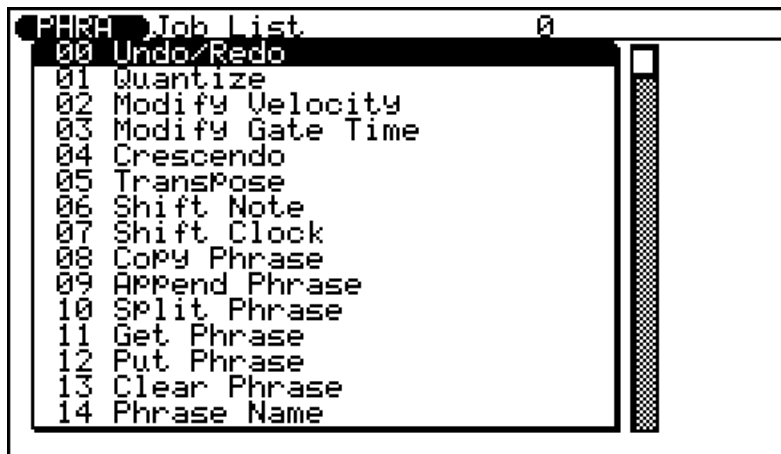 PHRA Job List 0
00 Undo/Redo
01 Quantize
02 Modify Velocity
03 Modify Gate Time
04 Crescendo
05 Transpose
06 Shift Note
07 Shift Clock
08 Copy Phrase
09 Append Phrase
10 Split Phrase
11 Get Phrase
12 Put Phrase
13 Clear Phrase
14 Phrase Name